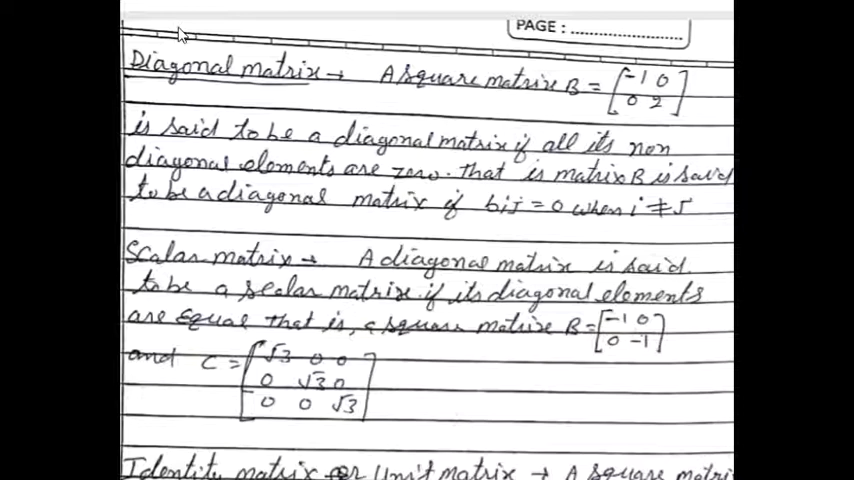 PAGE :
Diagonal matrix → A square matrix B = [-1 0
0 2]
is said to be a diagonal matrix if all its non
diagonal elements are zero. That is matrix B is said
to be a diagonal matrix if bij = 0 when i ≠ j
Scalar matrix → A diagonal matrix is said
to be a scalar matrix if its diagonal elements
are equal that is, a square matrix B = [-1 0
0 -1]
and C = [√3 0 0
0 √3 0
0 0 √3]
Identity matrix or Unit matrix → A square matri